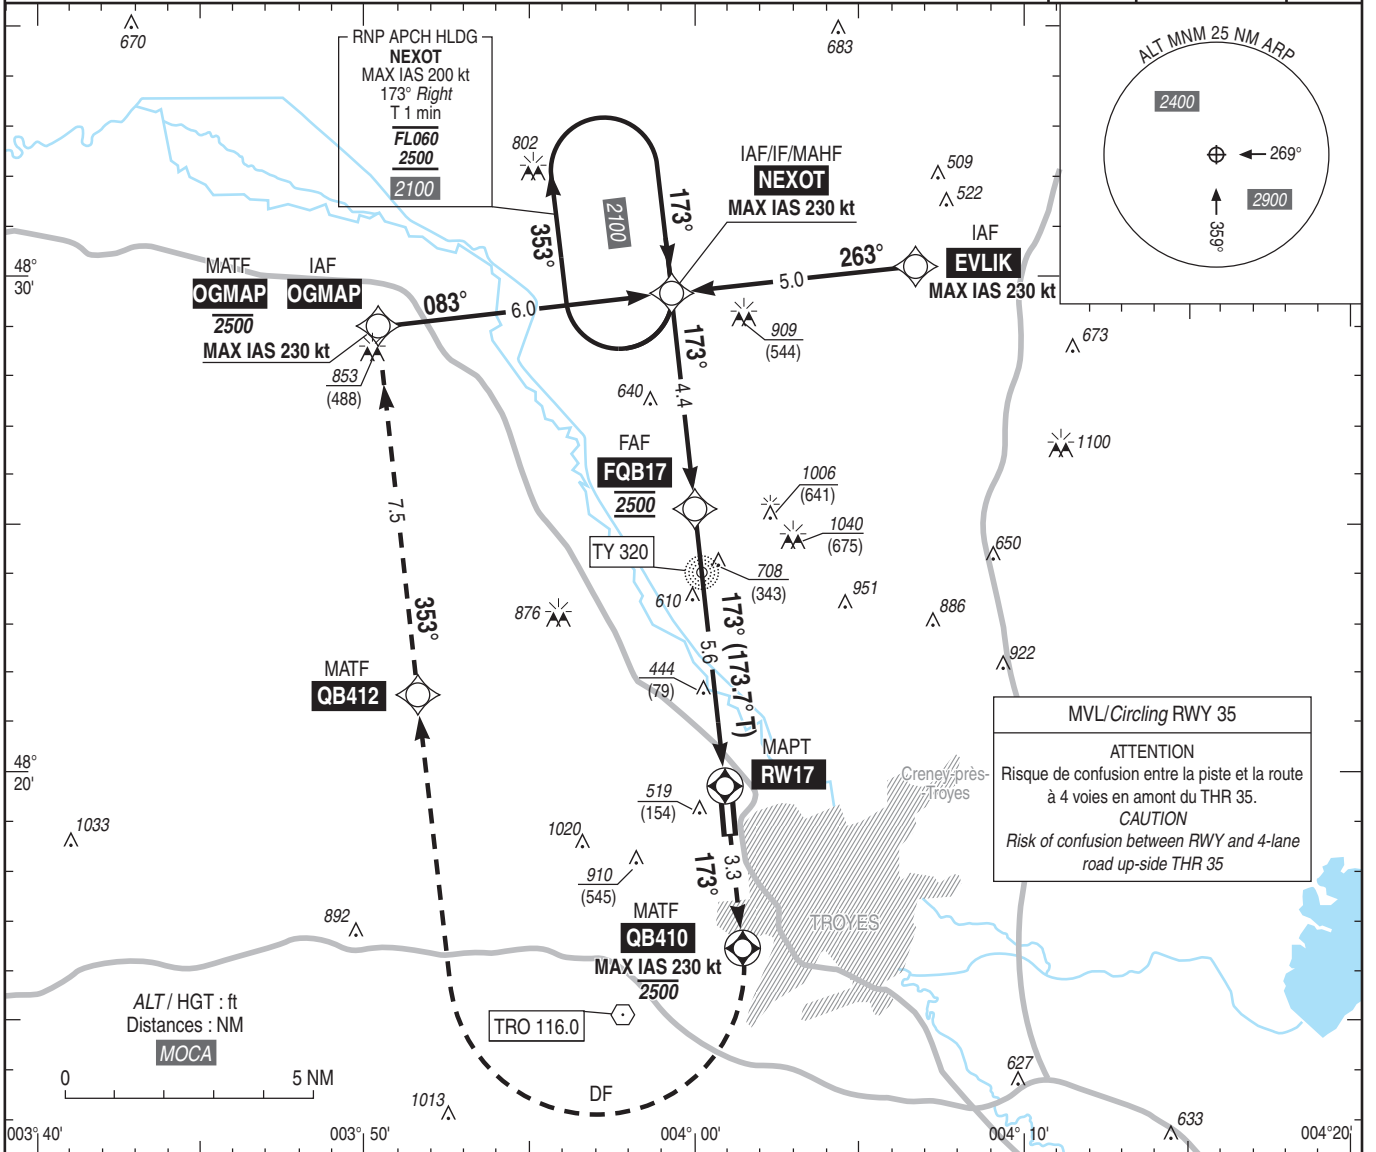 670
683
RNP APCH HLDG
NEXOT
MAX IAS 200 kt
173° Right
T 1 min
FL060
2500
2100
ALT MNM 25 NM ARP
2400
269°
2900
359°
802
2100
173°
353°
IAF/IF/MAHF
NEXOT
MAX IAS 230 kt
509
522
IAF
EVLIK
MAX IAS 230 kt
263°
5.0
48°
30'
MATF
OGMAP
2500
IAF
OGMAP
MAX IAS 230 kt
083°
6.0
853
(488)
909
(544)
673
173°
4.4
640
1100
FAF
FQB17
2500
1006
(641)
1040
(675)
7.5
TY 320
708
(343)
610
650
951
886
876
353°
173° (173.7° T)
5.6
922
444
(79)
MATF
QB412
MVL/Circling RWY 35
ATTENTION
Risque de confusion entre la piste et la route
à 4 voies en amont du THR 35.
CAUTION
Risk of confusion between RWY and 4-lane
road up-side THR 35
48°
20'
MAPT
RW17
Creney-près-
-Troyes
519
(154)
1033
1020
910
(545)
173°
3.3
892
MATF
QB410
MAX IAS 230 kt
2500
TROYES
ALT / HGT : ft
Distances : NM
MOCA
TRO 116.0
0
5 NM
DF
1013
627
633
003°40'
003°50'
004°00'
004°10'
004°20'